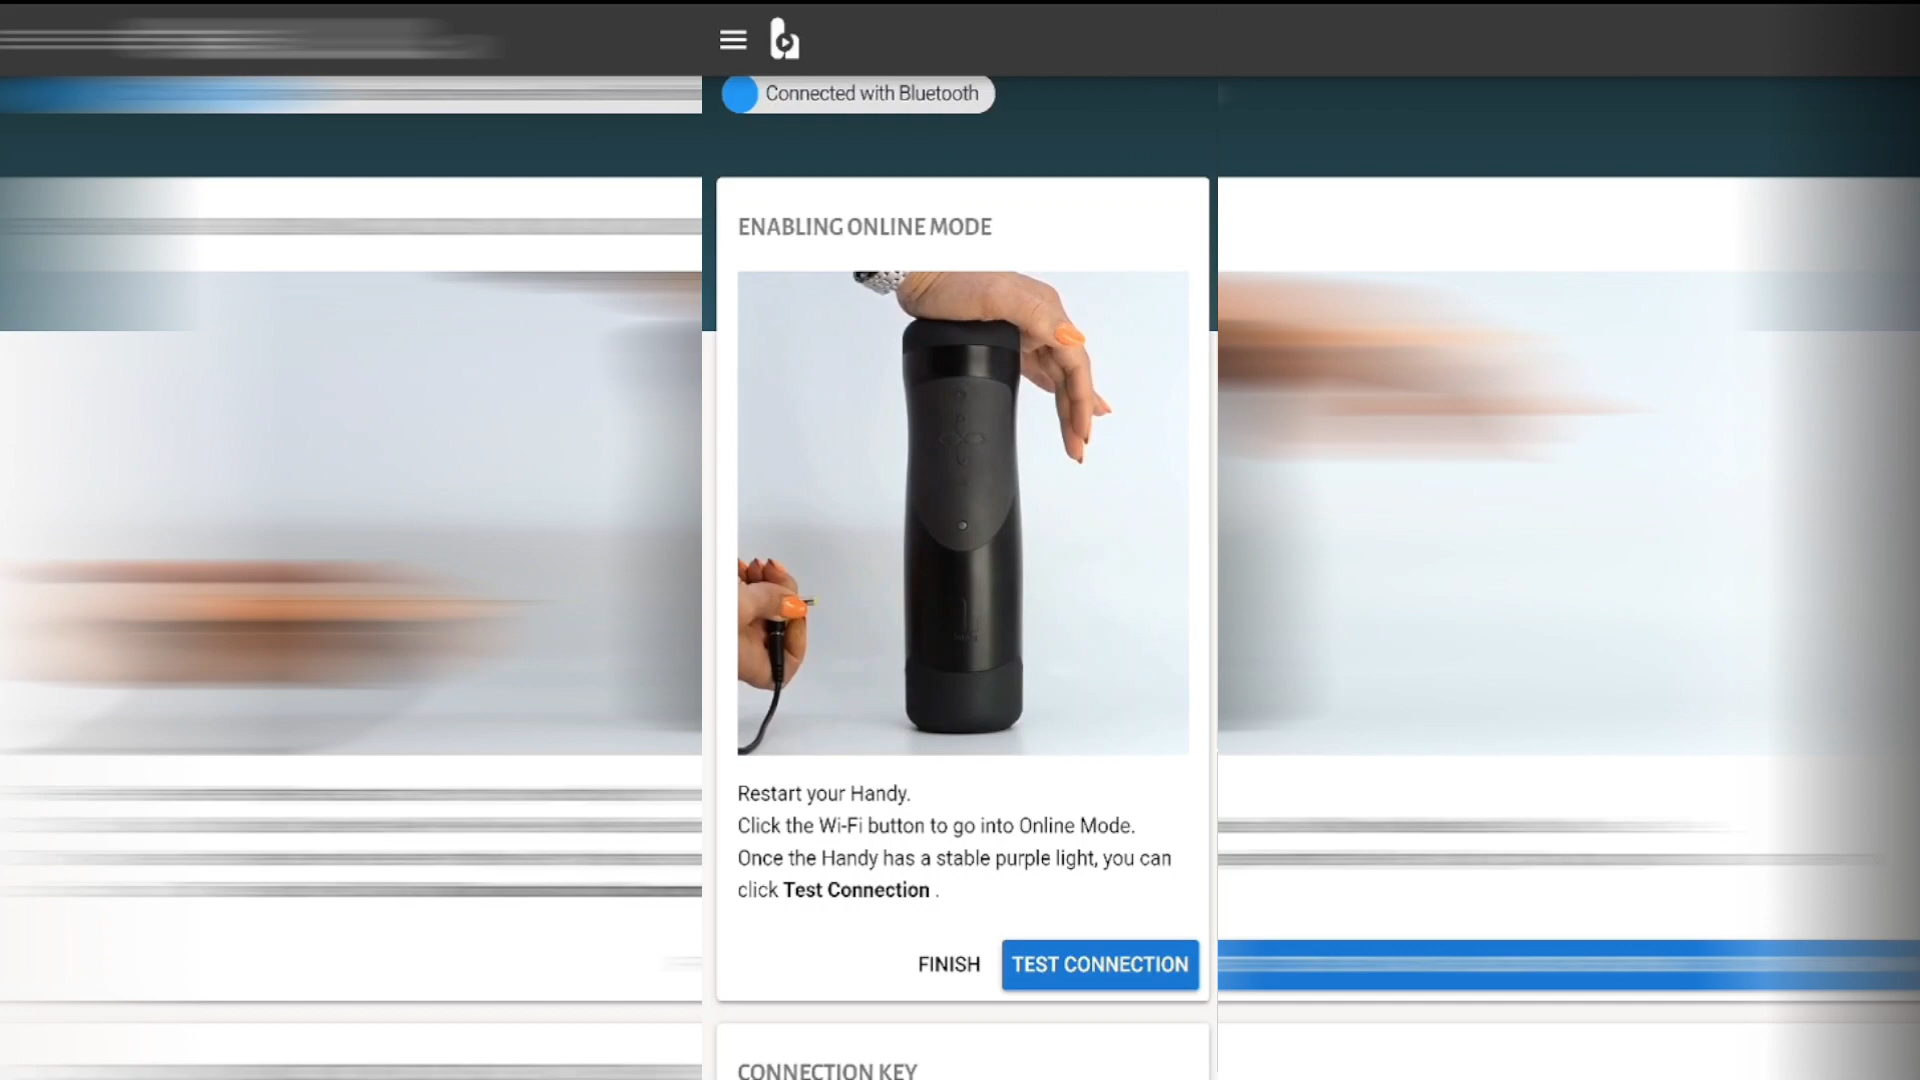 Connected with Bluetooth
ENABLING ONLINE MODE
Restart your Handy.
Click the Wi-Fi button to go into Online Mode.
Once the Handy has a stable purple light, you can
click Test Connection .
FINISH
TEST CONNECTION
CONNECTION KEY